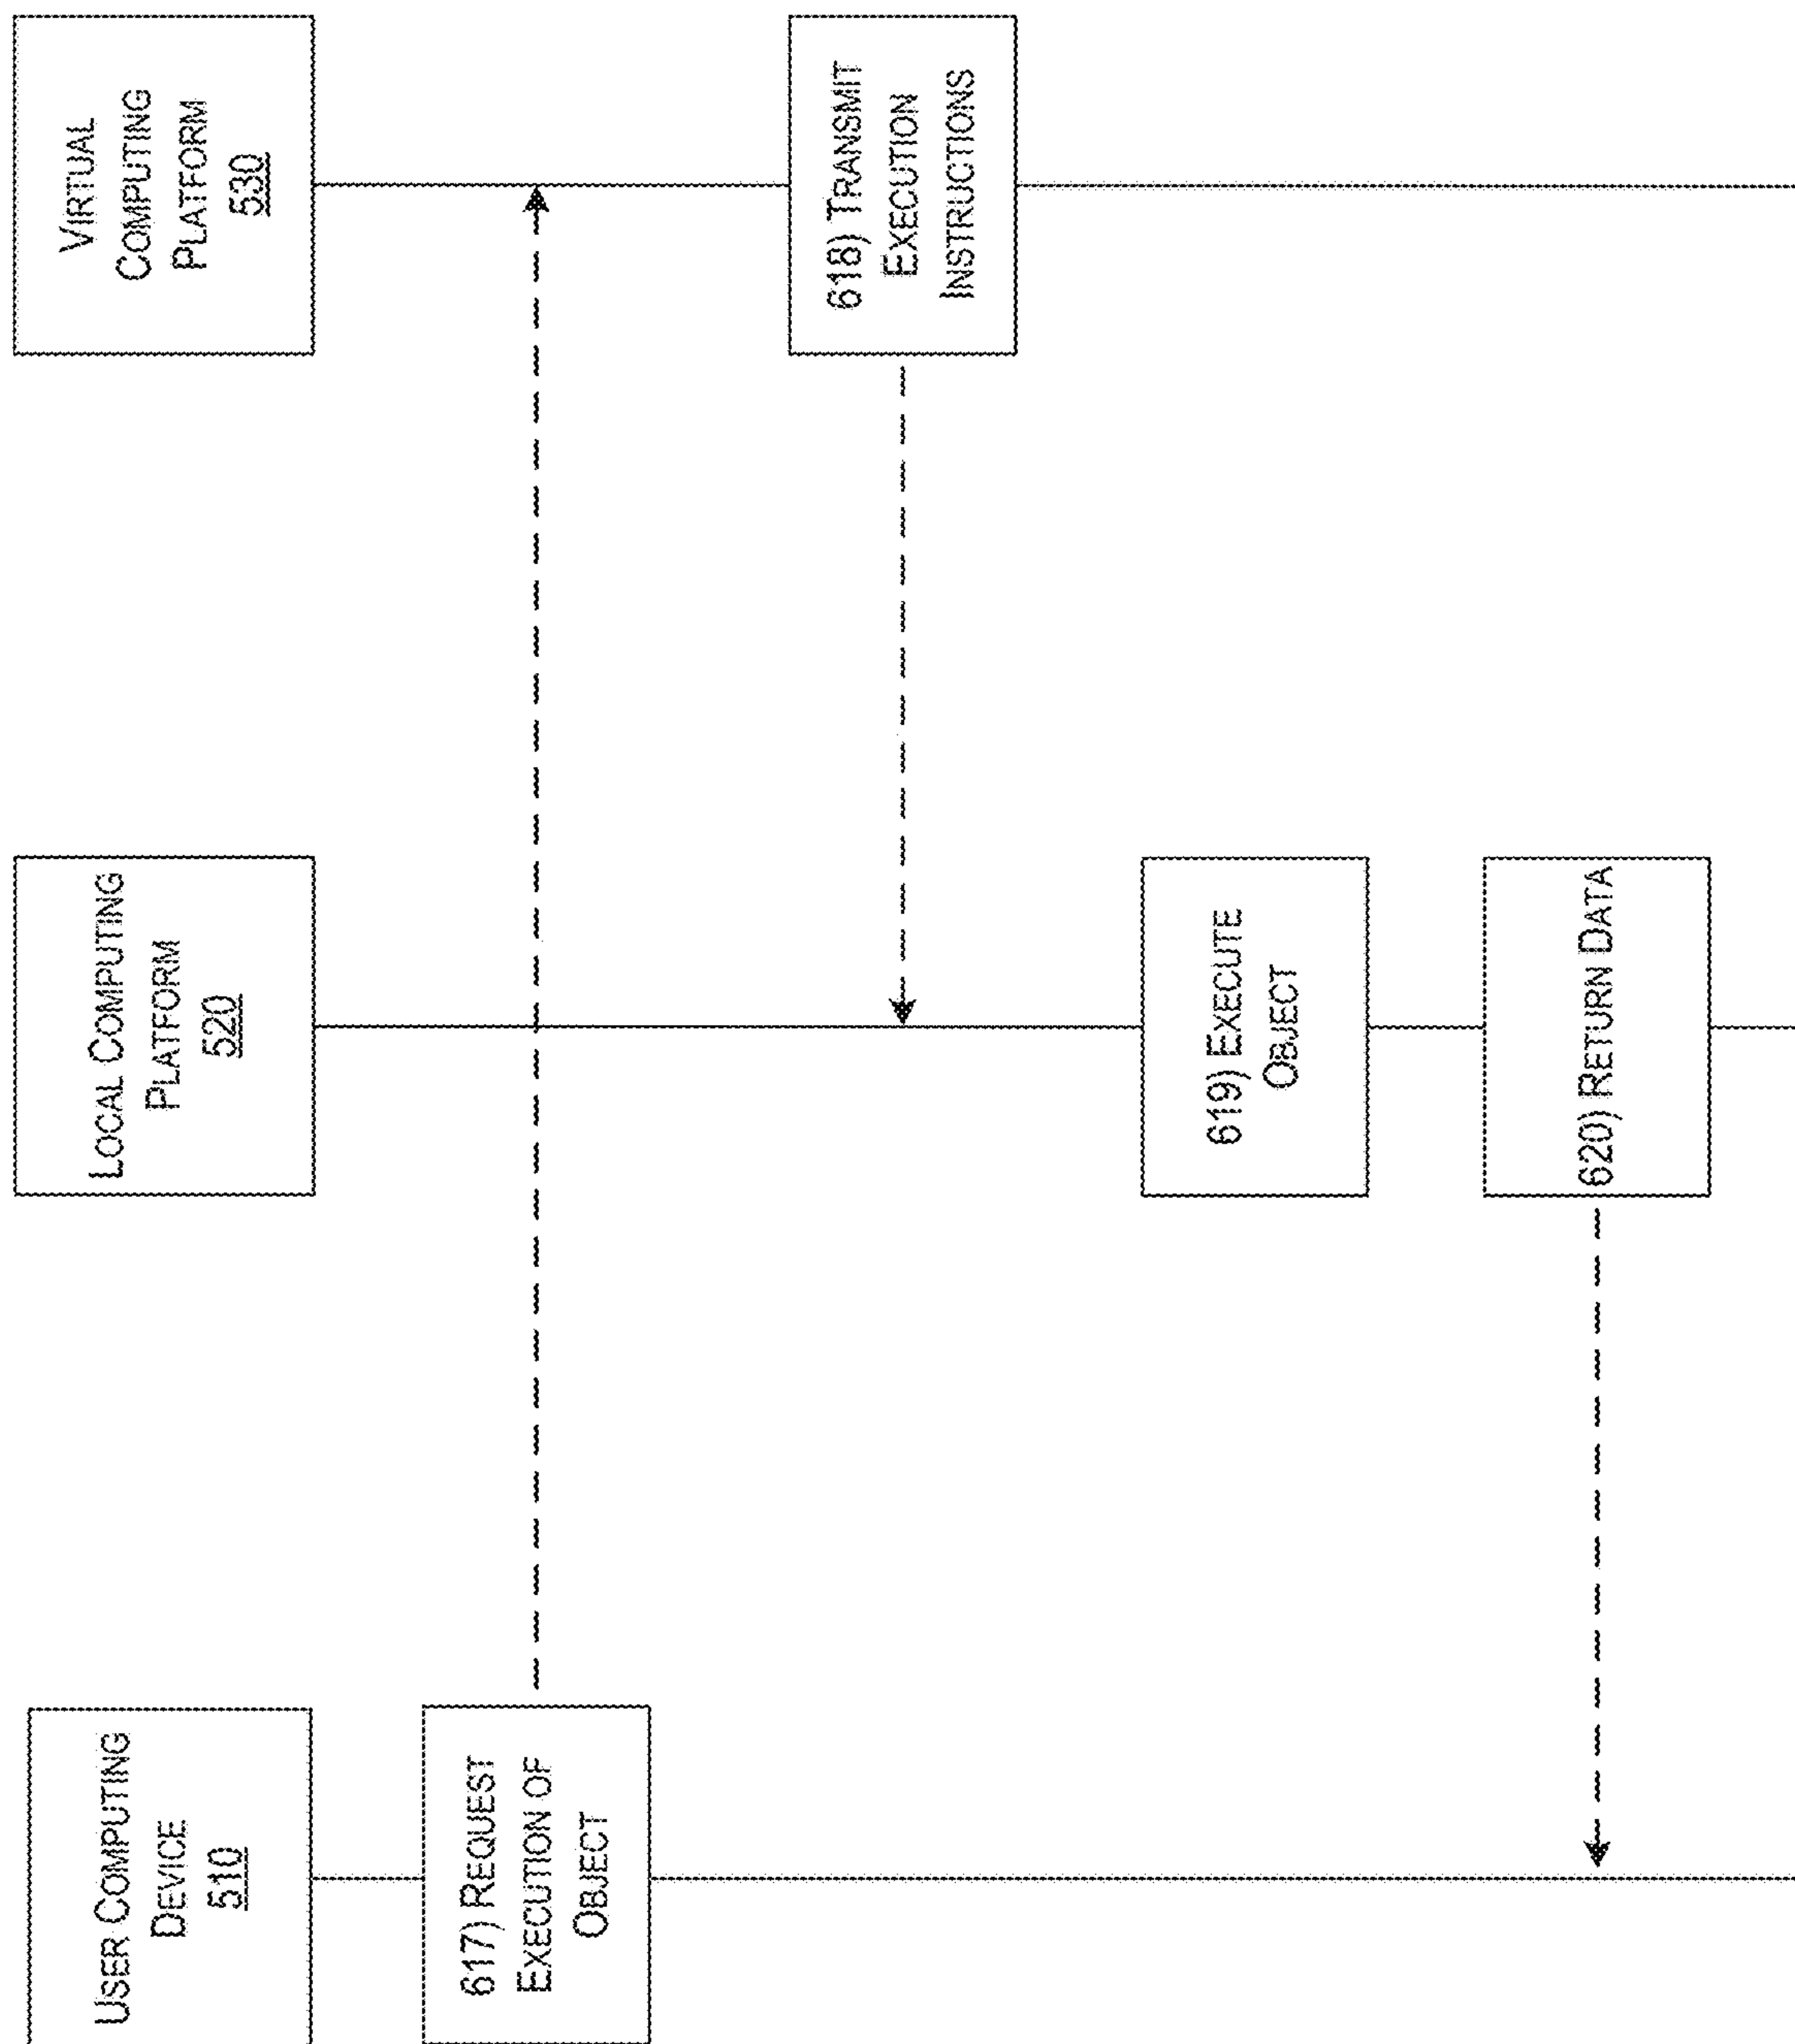 USER COMPUTING
DEVICE
510
LOCAL COMPUTING
PLATFORM
520
VIRTUAL
COMPUTING
PLATFORM
530
617) REQUEST
EXECUTION OF
OBJECT
618) TRANSMIT
EXECUTION
INSTRUCTIONS
619) EXECUTE
OBJECT
620) RETURN DATA